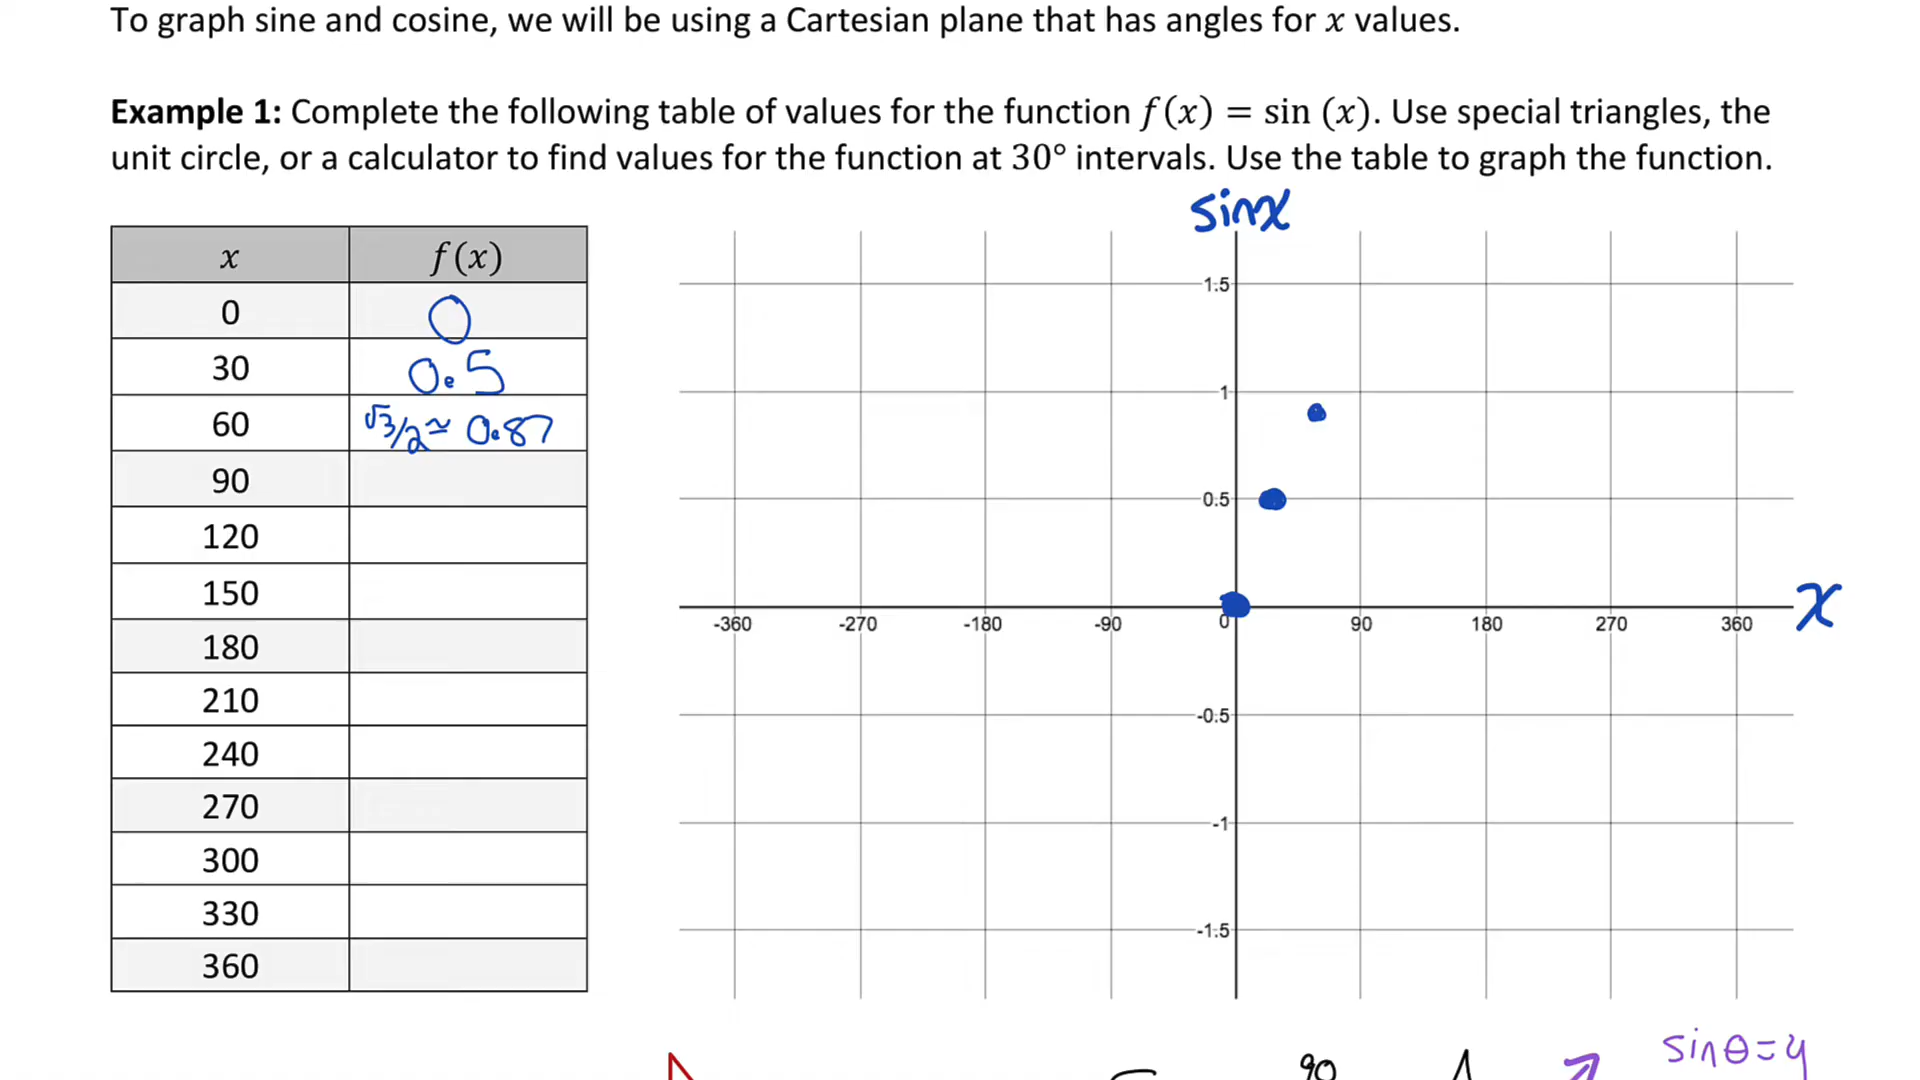 To graph sine and cosine, we will be using a Cartesian plane that has angles for x values.
Example 1: Complete the following table of values for the function f(x) = sin (x). Use special triangles, the
unit circle, or a calculator to find values for the function at 30° intervals. Use the table to graph the function.
x f(x)
0 0
30 0.5
60 √3/2 ≃ 0.87
90
120
150
180
210
240
270
300
330
360
sinx
1.5
1
0.5
-360 -270 -180 -90 0 90 180 270 360
x
-0.5
-1
-1.5
90
sinθ=y